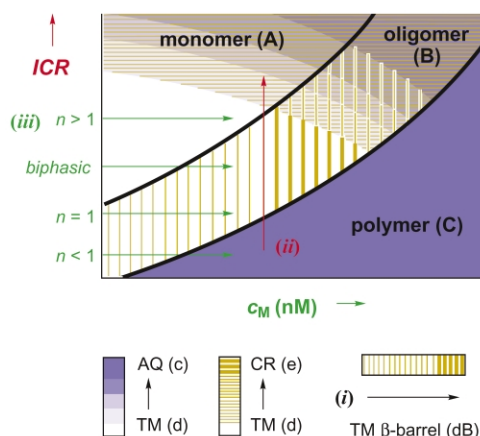 monomer (A)
oligomer (B)
ICR
(iii) n > 1
biphasic
n = 1
n < 1
(ii)
polymer (C)
cM (nM)
AQ (c)
TM (d)
CR (e)
TM (d)
(i)
TM β-barrel (dB)